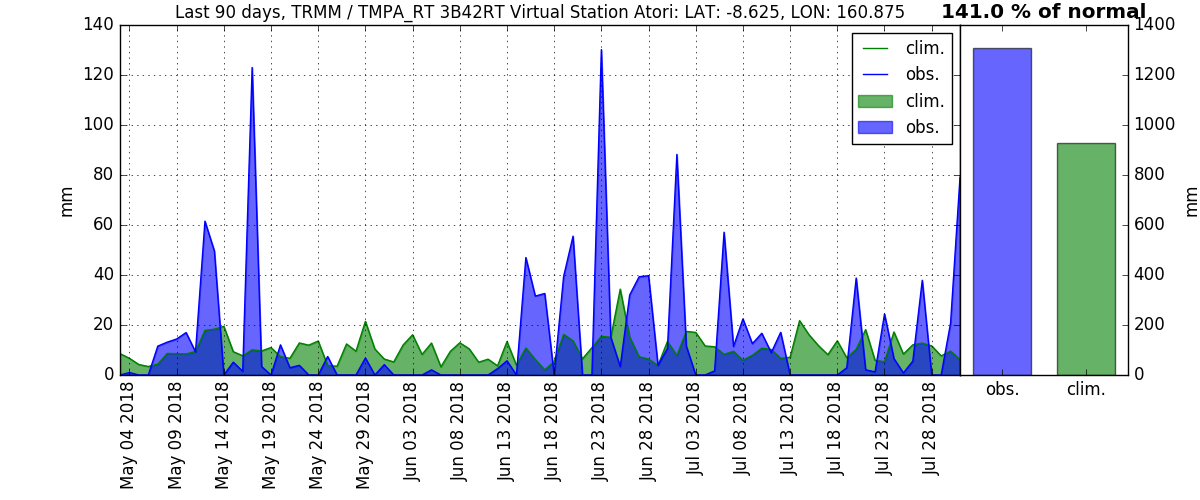 Last 90 days, TRMM / TMPA_RT 3B42RT Virtual Station Atori: LAT: -8.625, LON: 160.875
141.0 % of normal
140
120
100
80
60
40
20
0
mm
clim.
obs.
clim.
obs.
1400
1200
1000
800
600
400
200
0
mm
May 04 2018
May 09 2018
May 14 2018
May 19 2018
May 24 2018
May 29 2018
Jun 03 2018
Jun 08 2018
Jun 13 2018
Jun 18 2018
Jun 23 2018
Jun 28 2018
Jul 03 2018
Jul 08 2018
Jul 13 2018
Jul 18 2018
Jul 23 2018
Jul 28 2018
obs.
clim.